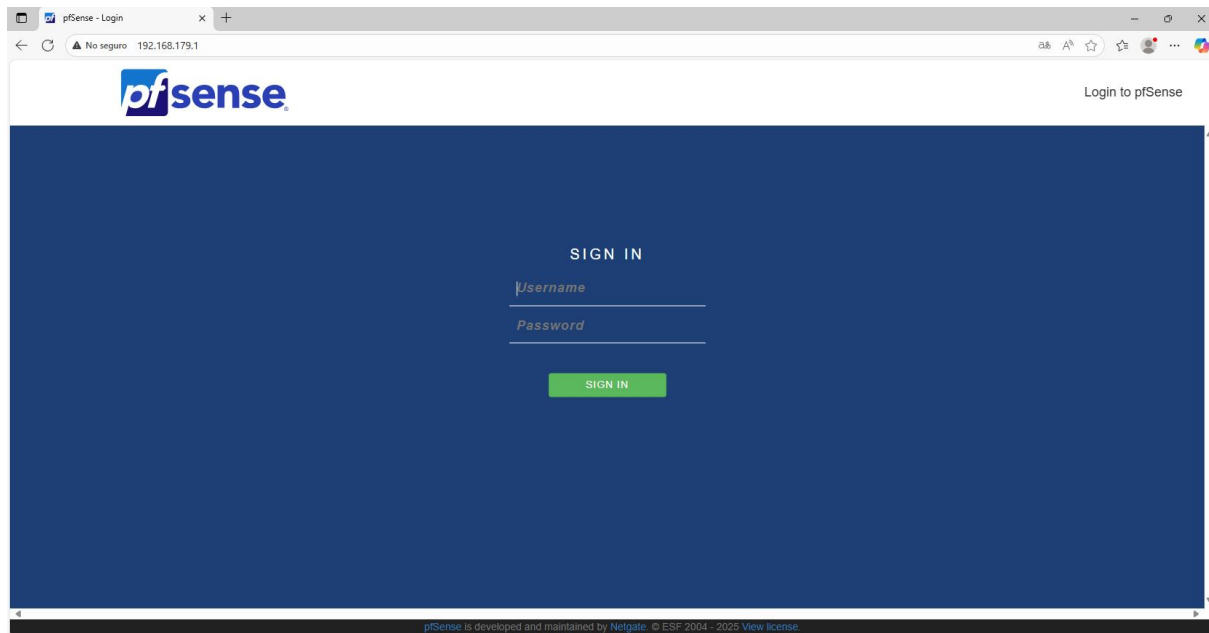 pfSense - Login
No seguro 192.168.179.1
pfsense
Login to pfSense
SIGN IN
Username
Password
SIGN IN
pfSense is developed and maintained by Netgate. © ESF 2004 - 2025 View license.